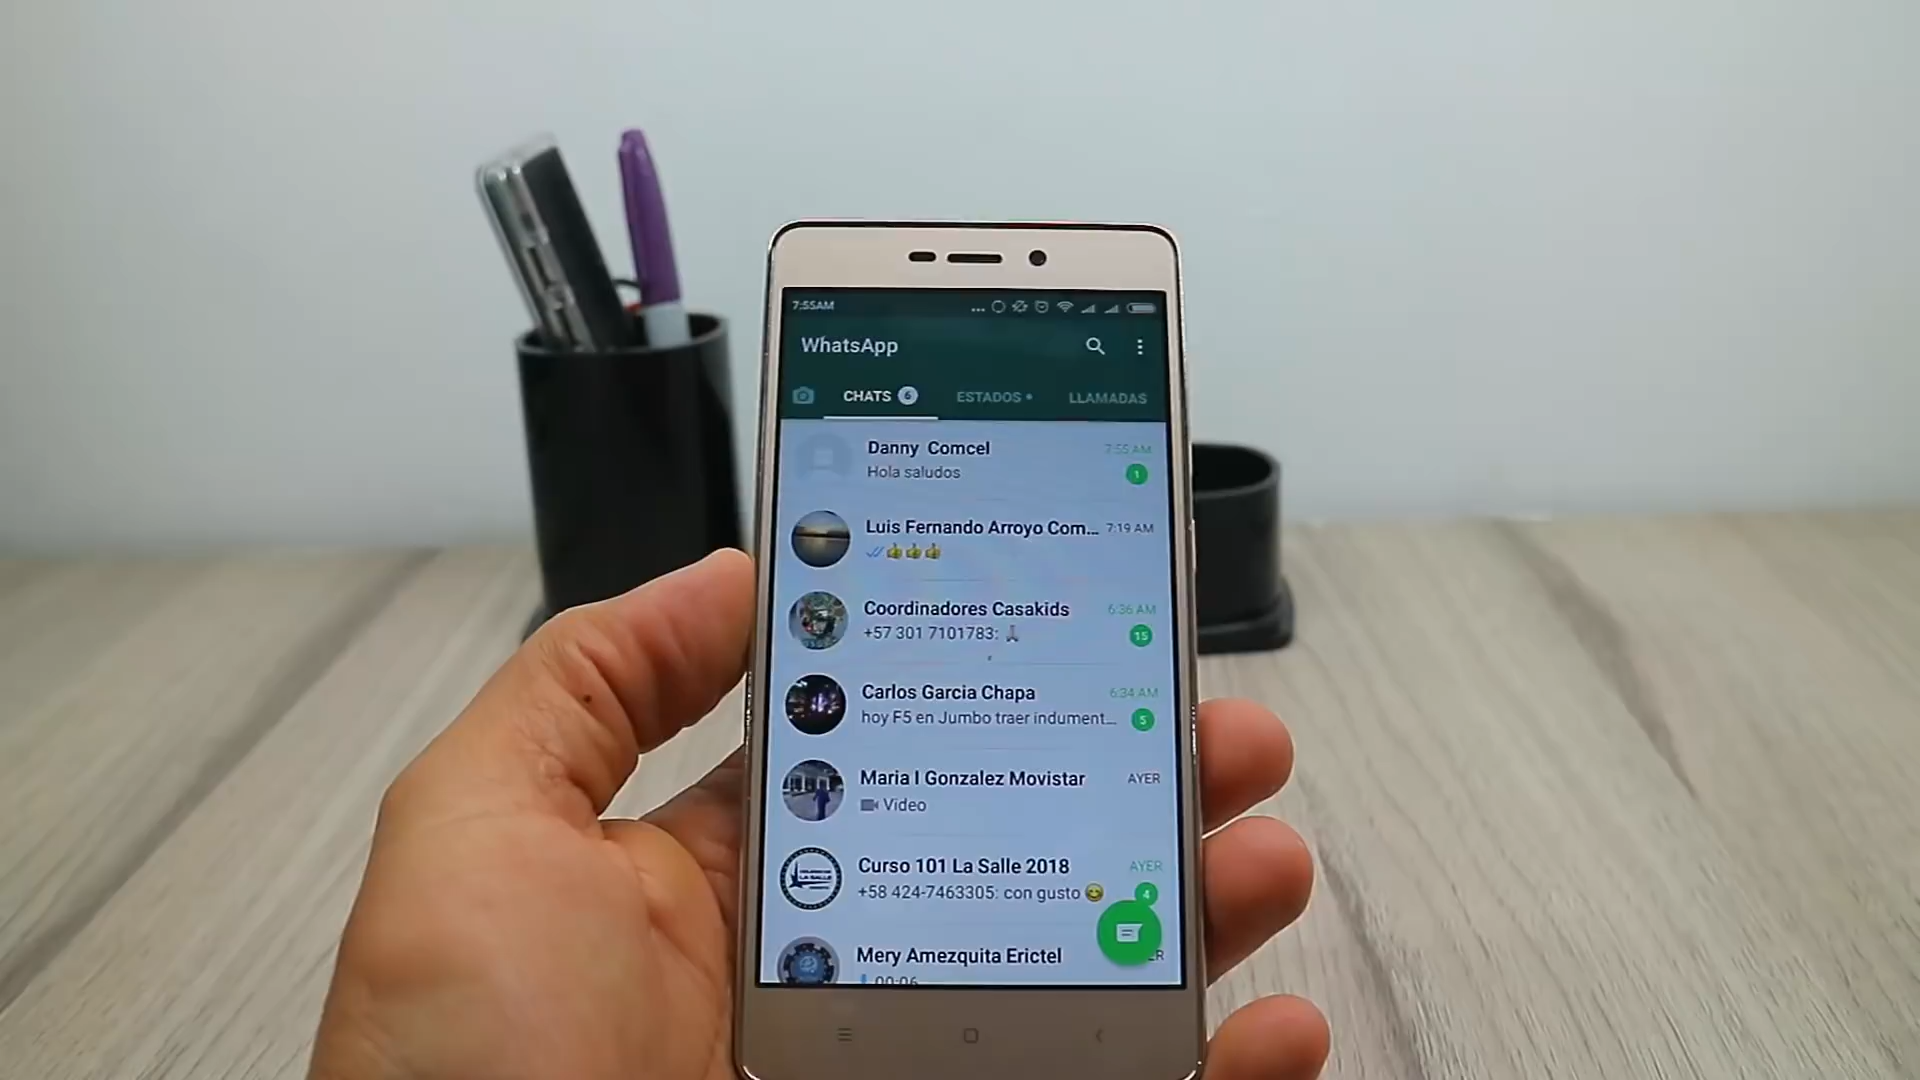 7:55AM
WhatsApp
CHATS 6 ESTADOS • LLAMADAS
Danny Comcel 7:55 AM
Hola saludos 1
Luis Fernando Arroyo Com... 7:19 AM
👍👍👍
Coordinadores Casakids 6:36 AM
+57 301 7101783: 🙏 15
Carlos Garcia Chapa 6:34 AM
hoy F5 en Jumbo traer indument... 5
Maria I Gonzalez Movistar AYER
Video
Curso 101 La Salle 2018 AYER
+58 424-7463305: con gusto 😊 4
Mery Amezquita Erictel
00:06